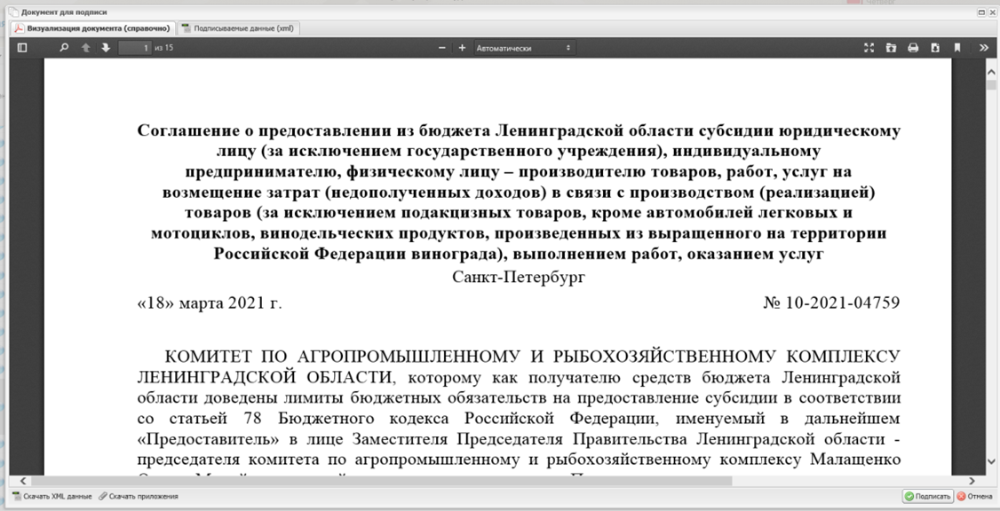 Документ для подписи
Визуализация документа (справочно) Подписываемые данные (xml)
1 из 15 Автоматически
Соглашение о предоставлении из бюджета Ленинградской области субсидии юридическому
лицу (за исключением государственного учреждения), индивидуальному
предпринимателю, физическому лицу – производителю товаров, работ, услуг на
возмещение затрат (недополученных доходов) в связи с производством (реализацией)
товаров (за исключением подакцизных товаров, кроме автомобилей легковых и
мотоциклов, винодельческих продуктов, произведенных из выращенного на территории
Российской Федерации винограда), выполнением работ, оказанием услуг
Санкт-Петербург
«18» марта 2021 г. № 10-2021-04759
КОМИТЕТ ПО АГРОПРОМЫШЛЕННОМУ И РЫБОХОЗЯЙСТВЕННОМУ КОМПЛЕКСУ
ЛЕНИНГРАДСКОЙ ОБЛАСТИ, которому как получателю средств бюджета Ленинградской
области доведены лимиты бюджетных обязательств на предоставление субсидии в соответствии
со статьей 78 Бюджетного кодекса Российской Федерации, именуемый в дальнейшем
«Предоставитель» в лице Заместителя Председателя Правительства Ленинградской области -
председателя комитета по агропромышленному и рыбохозяйственному комплексу Малащенко
Скачать XML данные Скачать приложения Подписать Отмена